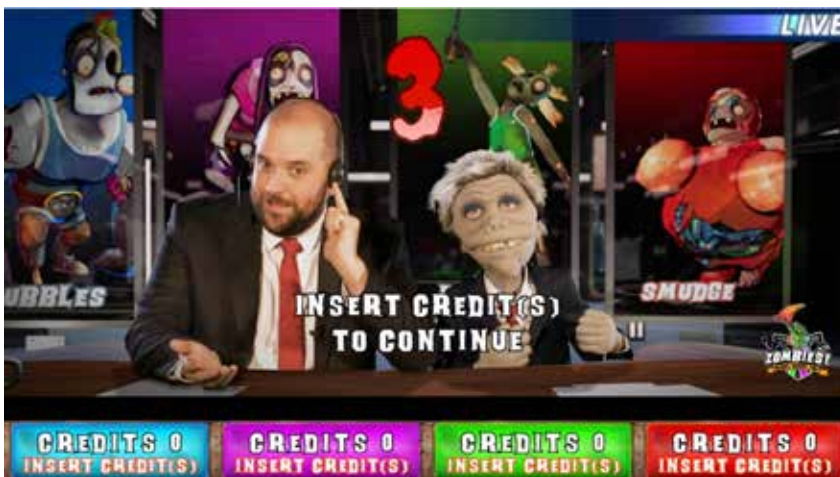 LIVE
3
UBBLES
SMUDGE
INSERT CREDIT(S)
TO CONTINUE "
ZOMBIES!
CREDITS 0
INSERT CREDIT(S)
CREDITS 0
INSERT CREDIT(S)
CREDITS 0
INSERT CREDIT(S)
CREDITS 0
INSERT CREDIT(S)